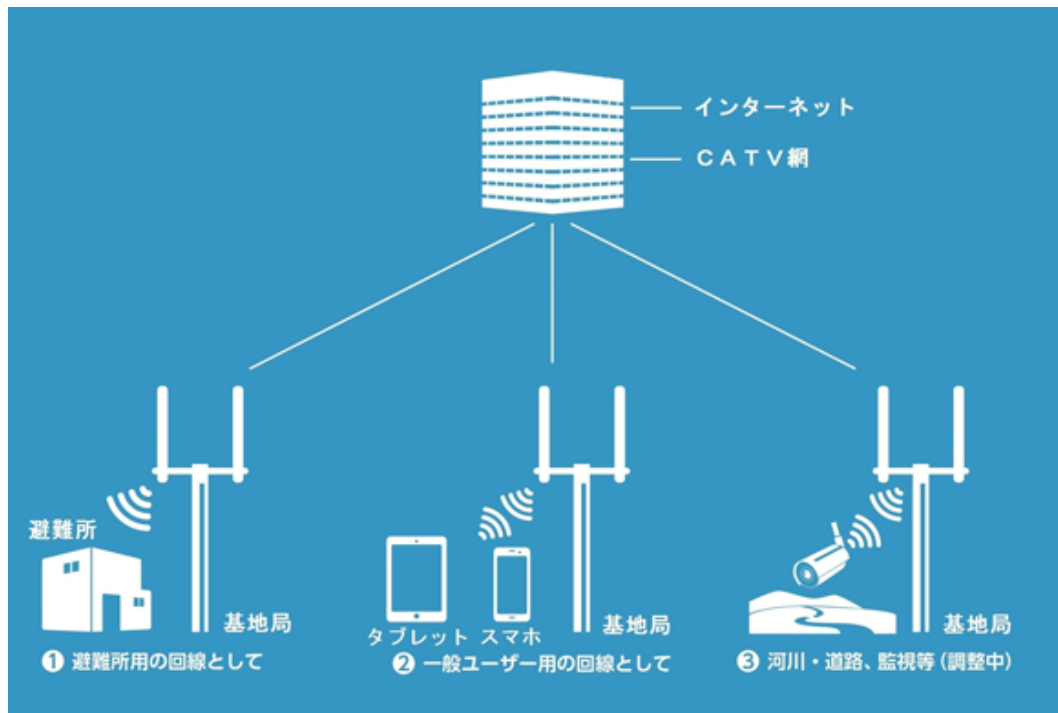 インターネット
ＣＡＴＶ網
避難所
基地局
❶ 避難所用の回線として
タブレット スマホ
基地局
❷ 一般ユーザー用の回線として
基地局
❸ 河川・道路、監視等（調整中）